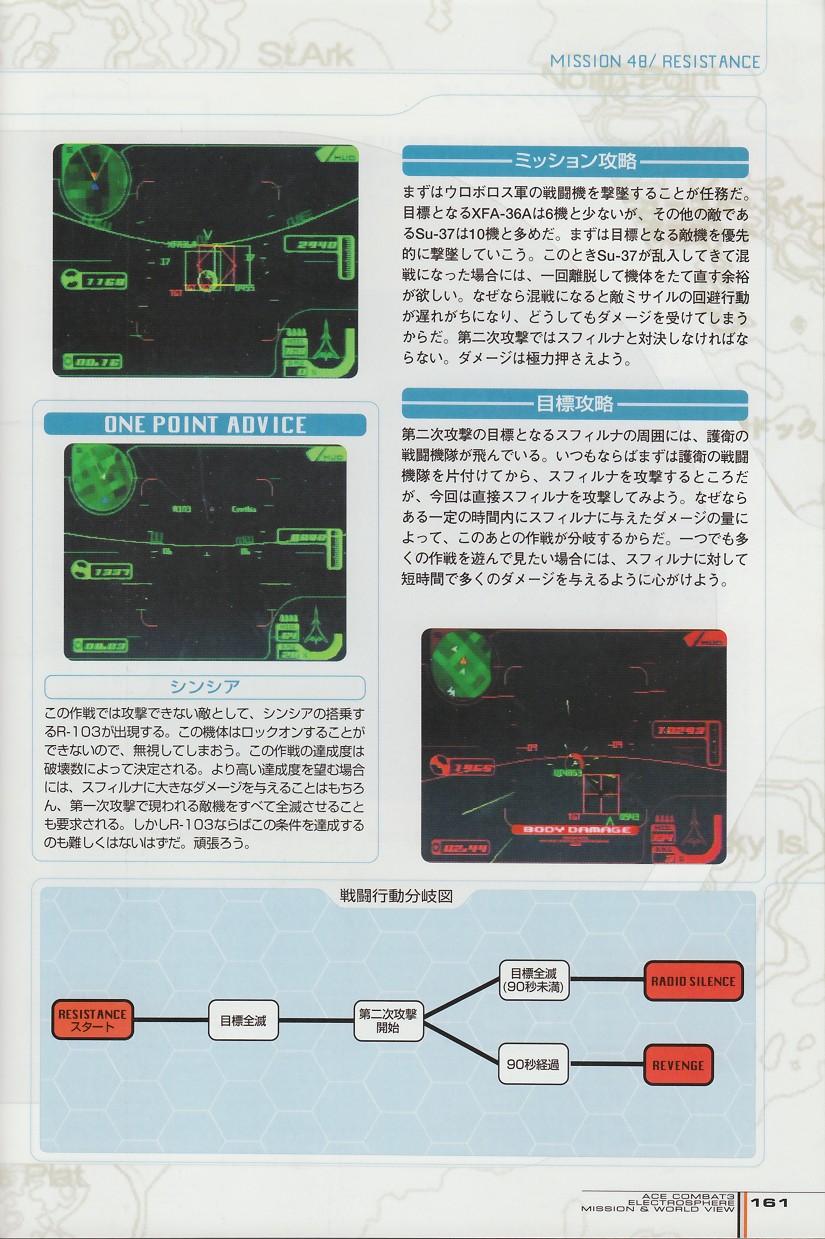 St.Ark
MISSION 48/ RESISTANCE
North Point
ミッション攻略
まずはウロボロス軍の戦闘機を撃墜することが任務だ。
目標となるXFA-36Aは6機と少ないが、その他の敵であ
るSu-37は10機と多めだ。まずは目標となる敵機を優先
的に撃墜していこう。このときSu-37が乱入してきて混
戦になった場合には、一回離脱して機体をたて直す余裕
が欲しい。なぜなら混戦になると敵ミサイルの回避行動
が遅れがちになり、どうしてもダメージを受けてしまう
からだ。第二次攻撃ではスフィルナと対決しなければな
らない。ダメージは極力押さえよう。
HUD
2940
1168
TGT
00.16
目標攻略
第二次攻撃の目標となるスフィルナの周囲には、護衛の
戦闘機隊が飛んでいる。いつもならばまずは護衛の戦闘
機隊を片付けてから、スフィルナを攻撃するところだ
が、今回は直接スフィルナを攻撃してみよう。なぜなら
ある一定の時間内にスフィルナに与えたダメージの量に
よって、このあとの作戦が分岐するからだ。一つでも多
くの作戦を遊んで見たい場合には、スフィルナに対して
短時間で多くのダメージを与えるように心がけよう。
ONE POINT ADVICE
HUD
R103
Cynthia
1337
00.03
シンシア
この作戦では攻撃できない敵として、シンシアの搭乗す
るR-103が出現する。この機体はロックオンすることが
できないので、無視してしまおう。この作戦の達成度は
破壊数によって決定される。より高い達成度を望む場合
には、スフィルナに大きなダメージを与えることはもちろ
ん、第一次攻撃で現われる敵機をすべて全滅させること
も要求される。しかしR-103ならばこの条件を達成する
のも難しくはないはずだ。頑張ろう。
HUD
10293
1965
TGT
0943
BODY DAMAGE
02.44
ky Is.
戦闘行動分岐図
RESISTANCE
スタート
目標全滅
第二次攻撃
開始
目標全滅
(90秒未満)
RADIO SILENCE
90秒経過
REVENGE
s Plat
ACE COMBAT3
ELECTROSPHERE
MISSION & WORLD VIEW
161